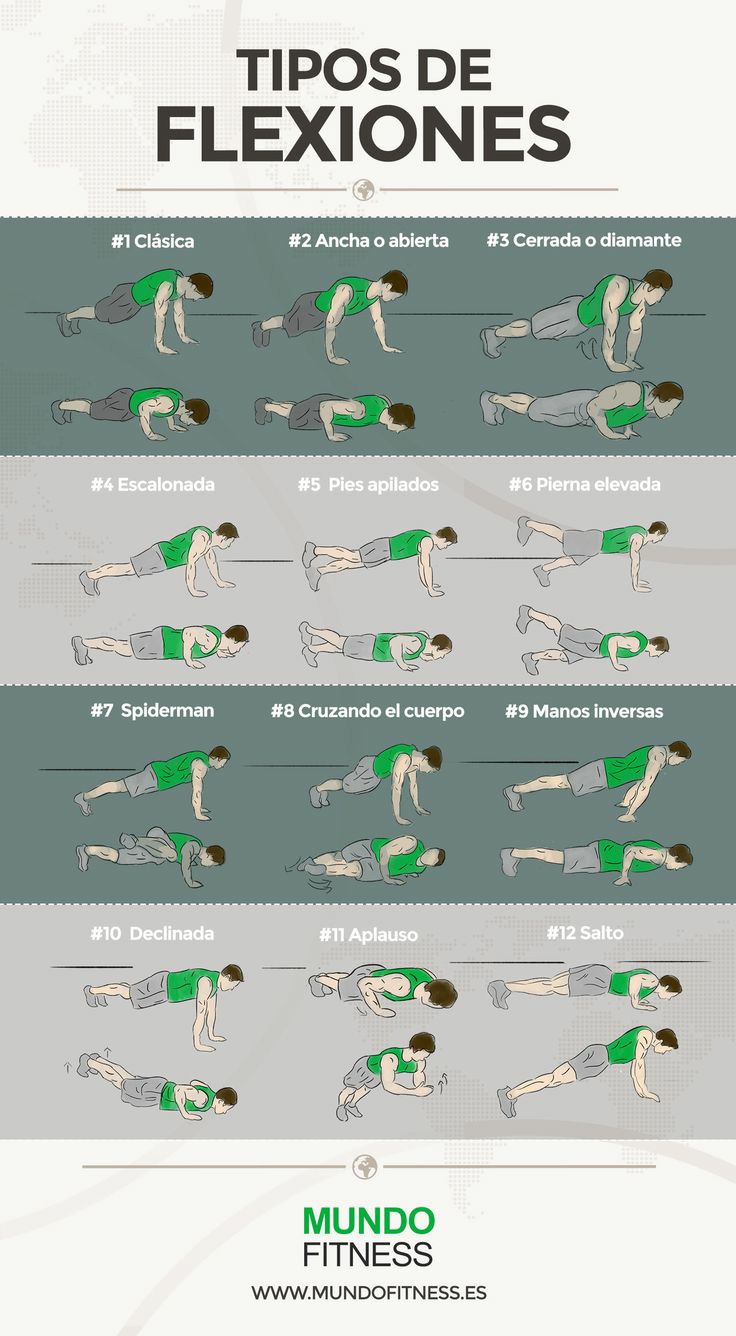 TIPOS DE
FLEXIONES
#1 Clásica
#2 Ancha o abierta
#3 Cerrada o diamante
#4 Escalonada
#5 Pies apilados
#6 Pierna elevada
#7 Spiderman
#8 Cruzando el cuerpo
#9 Manos inversas
#10 Declinada
#11 Aplauso
#12 Salto
MUNDO
FITNESS
WWW.MUNDOFITNESS.ES